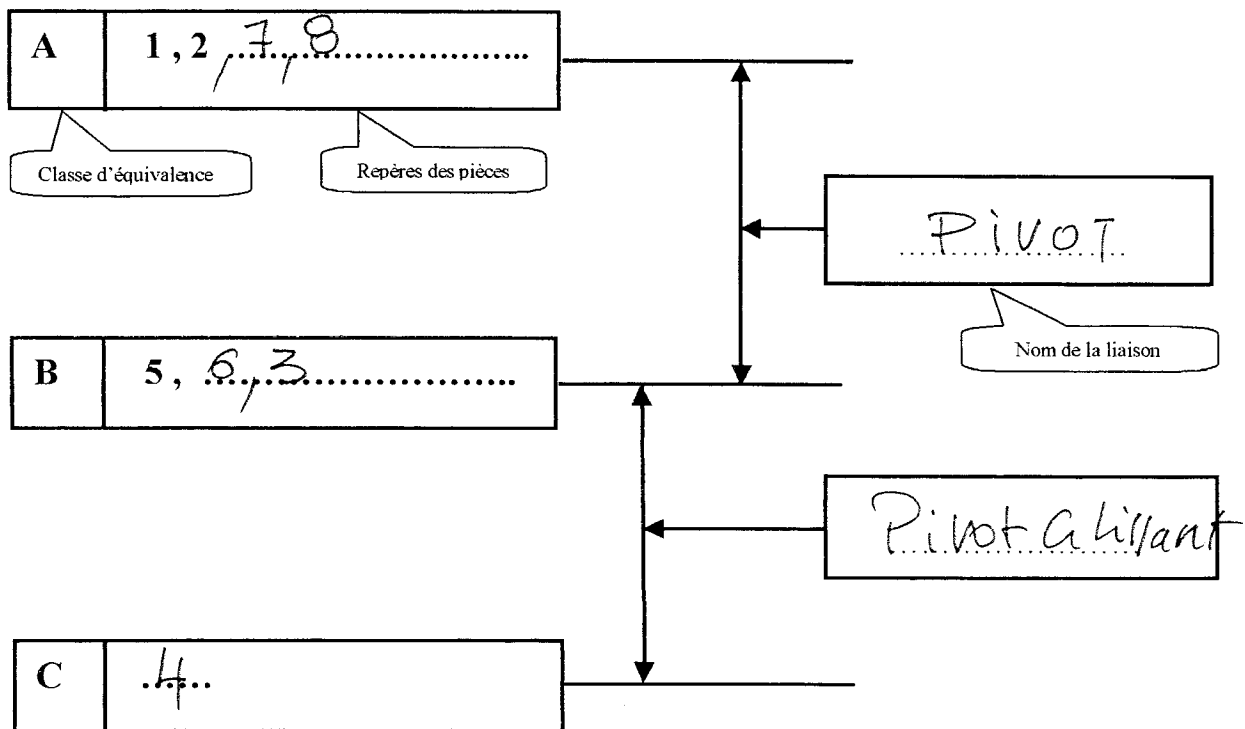 A 1 , 2 , 7 , 8
Classe d'équivalence
Repères des pièces
PivoT
Nom de la liaison
B 5 , 6 , 3
Pivot Glissant
C 4